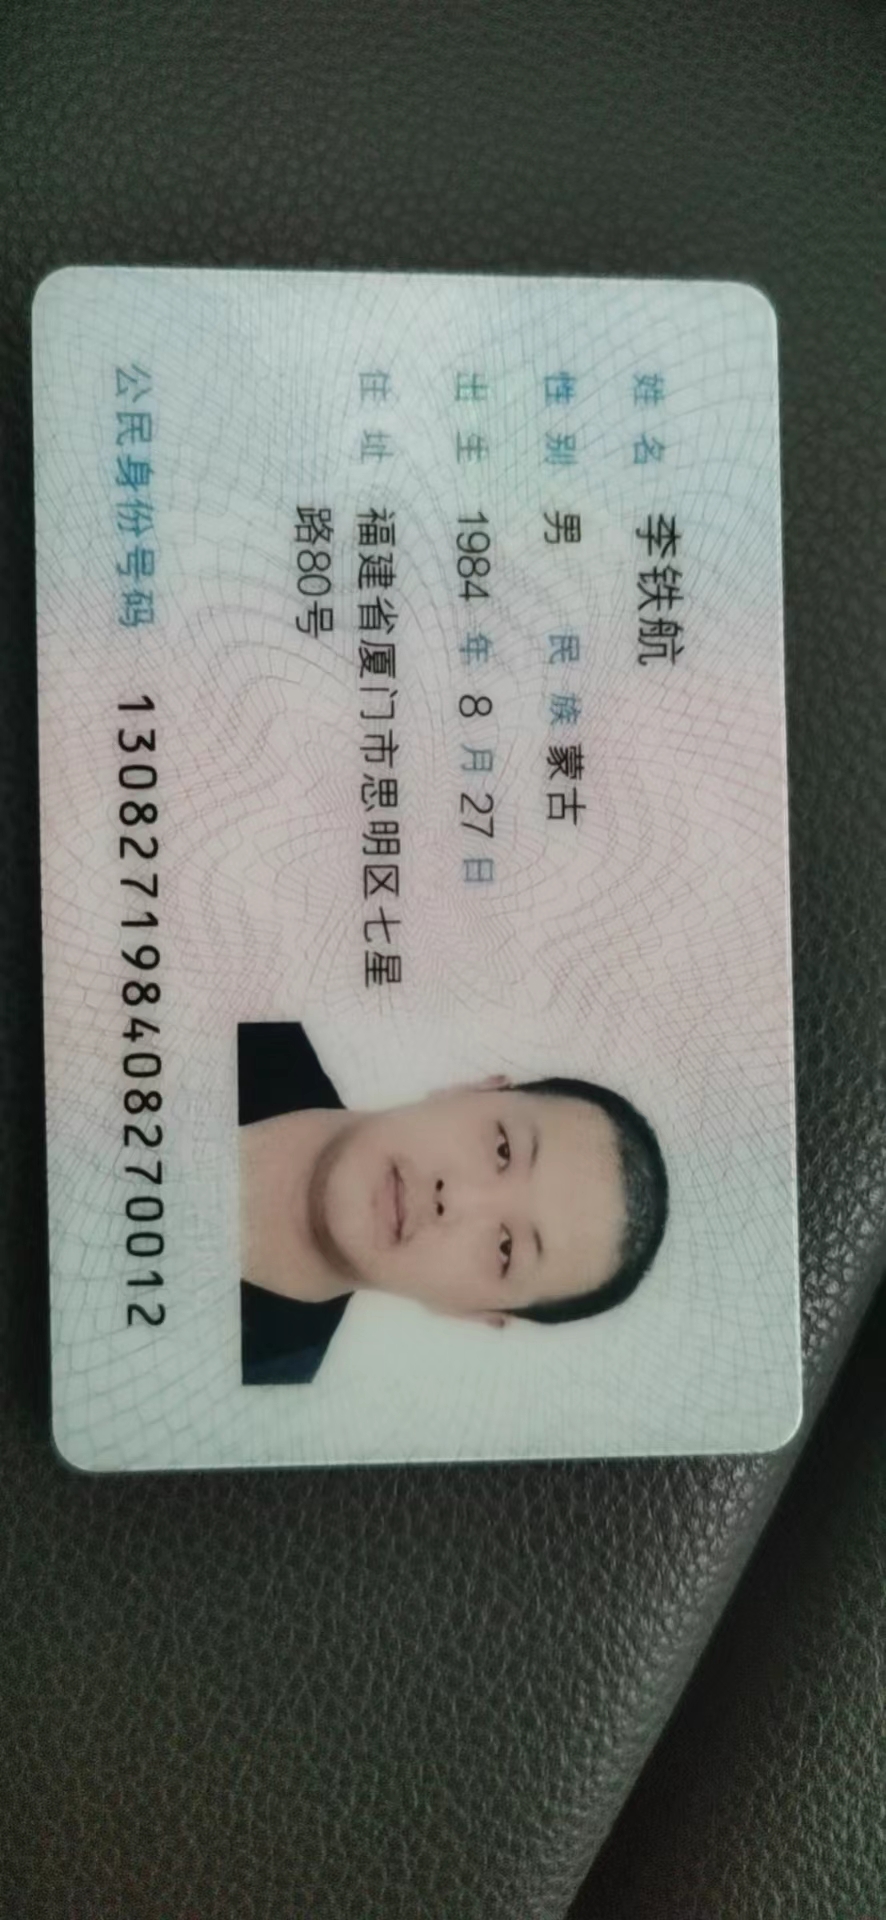 姓名 李铁航
性别 男 民族 蒙古
出生 1984 年 8 月 27 日
住址 福建省厦门市思明区七星
路80号
公民身份号码 130827198408270012